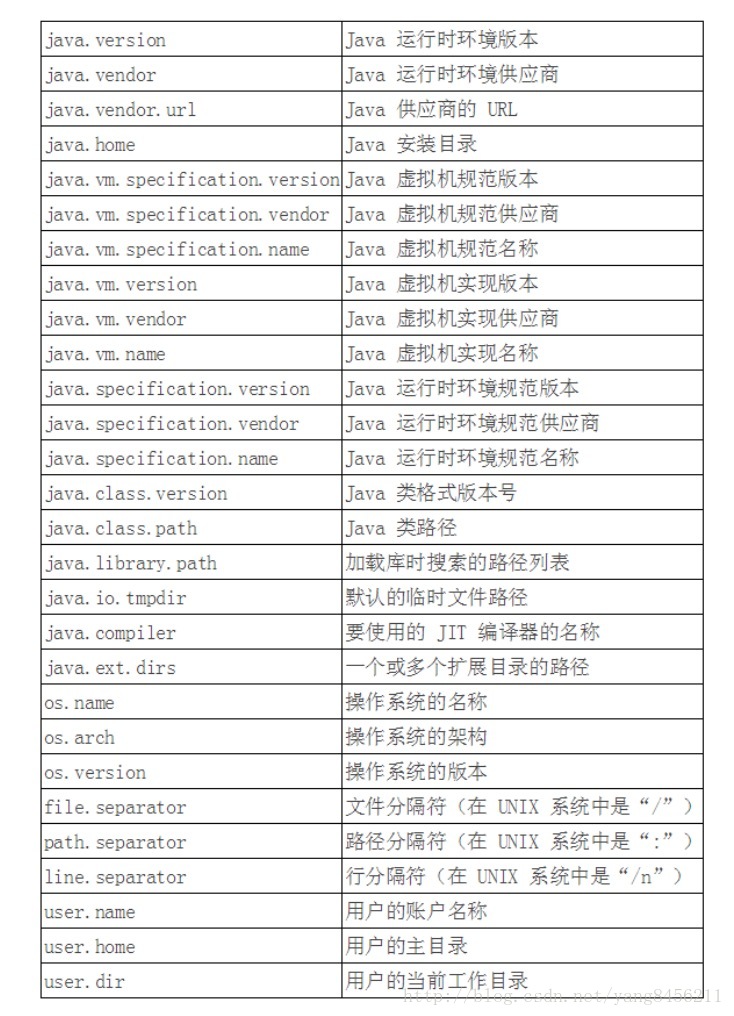 java.version Java 运行时环境版本
java.vendor Java 运行时环境供应商
java.vendor.url Java 供应商的 URL
java.home Java 安装目录
java.vm.specification.version Java 虚拟机规范版本
java.vm.specification.vendor Java 虚拟机规范供应商
java.vm.specification.name Java 虚拟机规范名称
java.vm.version Java 虚拟机实现版本
java.vm.vendor Java 虚拟机实现供应商
java.vm.name Java 虚拟机实现名称
java.specification.version Java 运行时环境规范版本
java.specification.vendor Java 运行时环境规范供应商
java.specification.name Java 运行时环境规范名称
java.class.version Java 类格式版本号
java.class.path Java 类路径
java.library.path 加载库时搜索的路径列表
java.io.tmpdir 默认的临时文件路径
java.compiler 要使用的 JIT 编译器的名称
java.ext.dirs 一个或多个扩展目录的路径
os.name 操作系统的名称
os.arch 操作系统的架构
os.version 操作系统的版本
file.separator 文件分隔符（在 UNIX 系统中是“/”）
path.separator 路径分隔符（在 UNIX 系统中是“:”）
line.separator 行分隔符（在 UNIX 系统中是“/n”）
user.name 用户的账户名称
user.home 用户的主目录
user.dir 用户的当前工作目录
http://blog.csdn.net/yang8456211